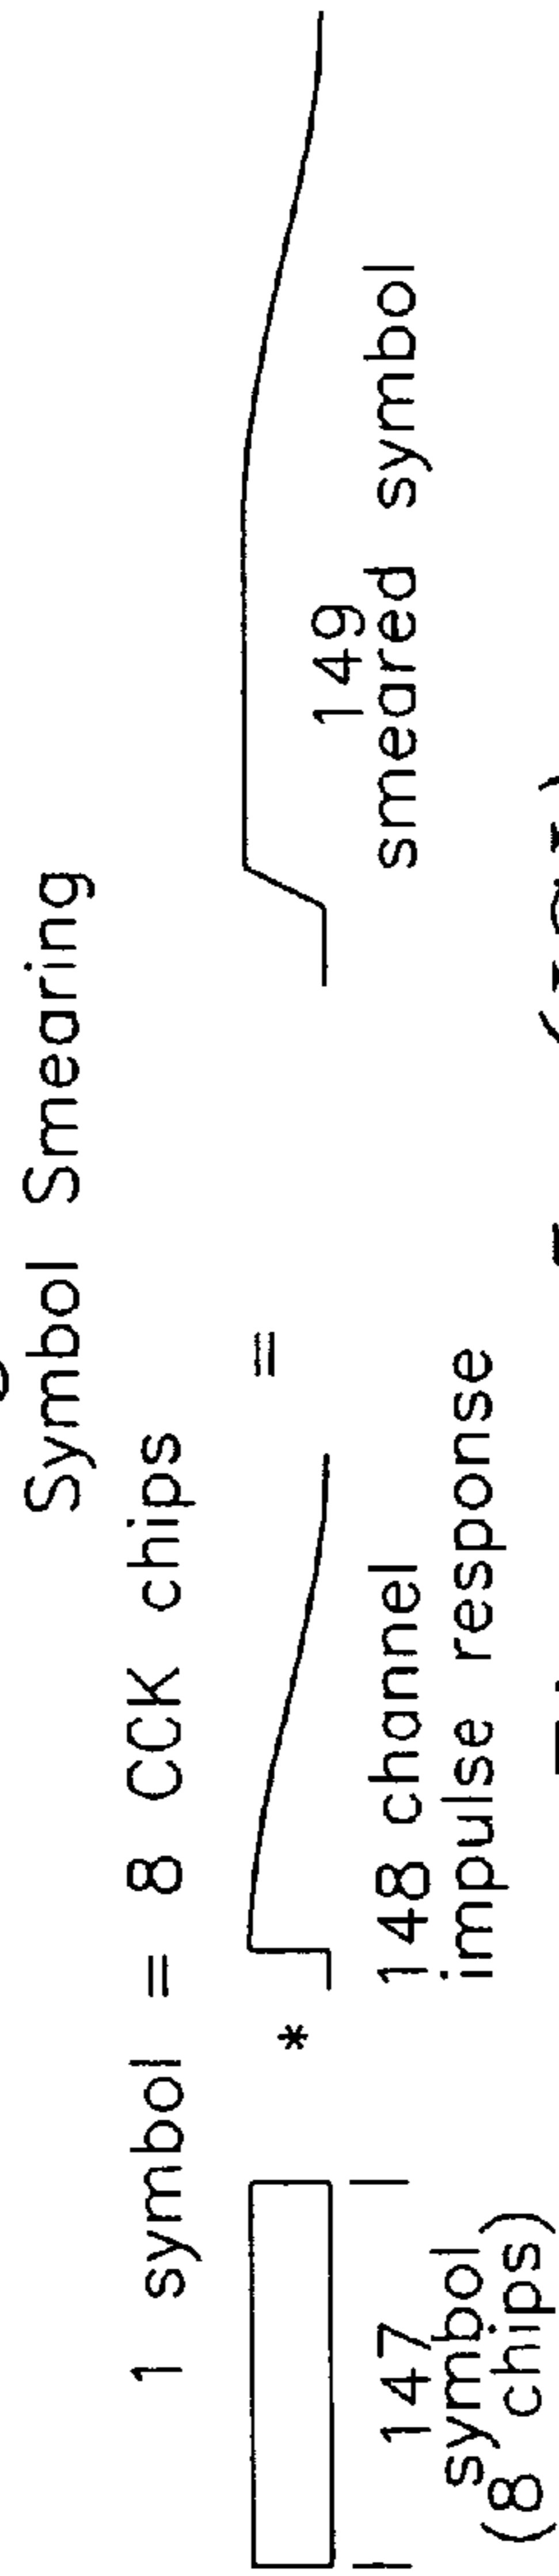 Symbol Smearing
1 symbol = 8 CCK chips
* =
147
symbol
(8 chips)
148 channel
impulse response
149
smeared symbol